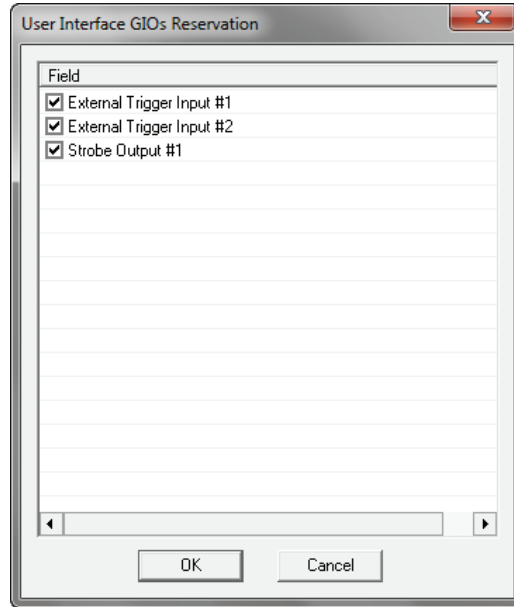 User Interface GIOs Reservation
Field
External Trigger Input #1
External Trigger Input #2
Strobe Output #1
OK
Cancel